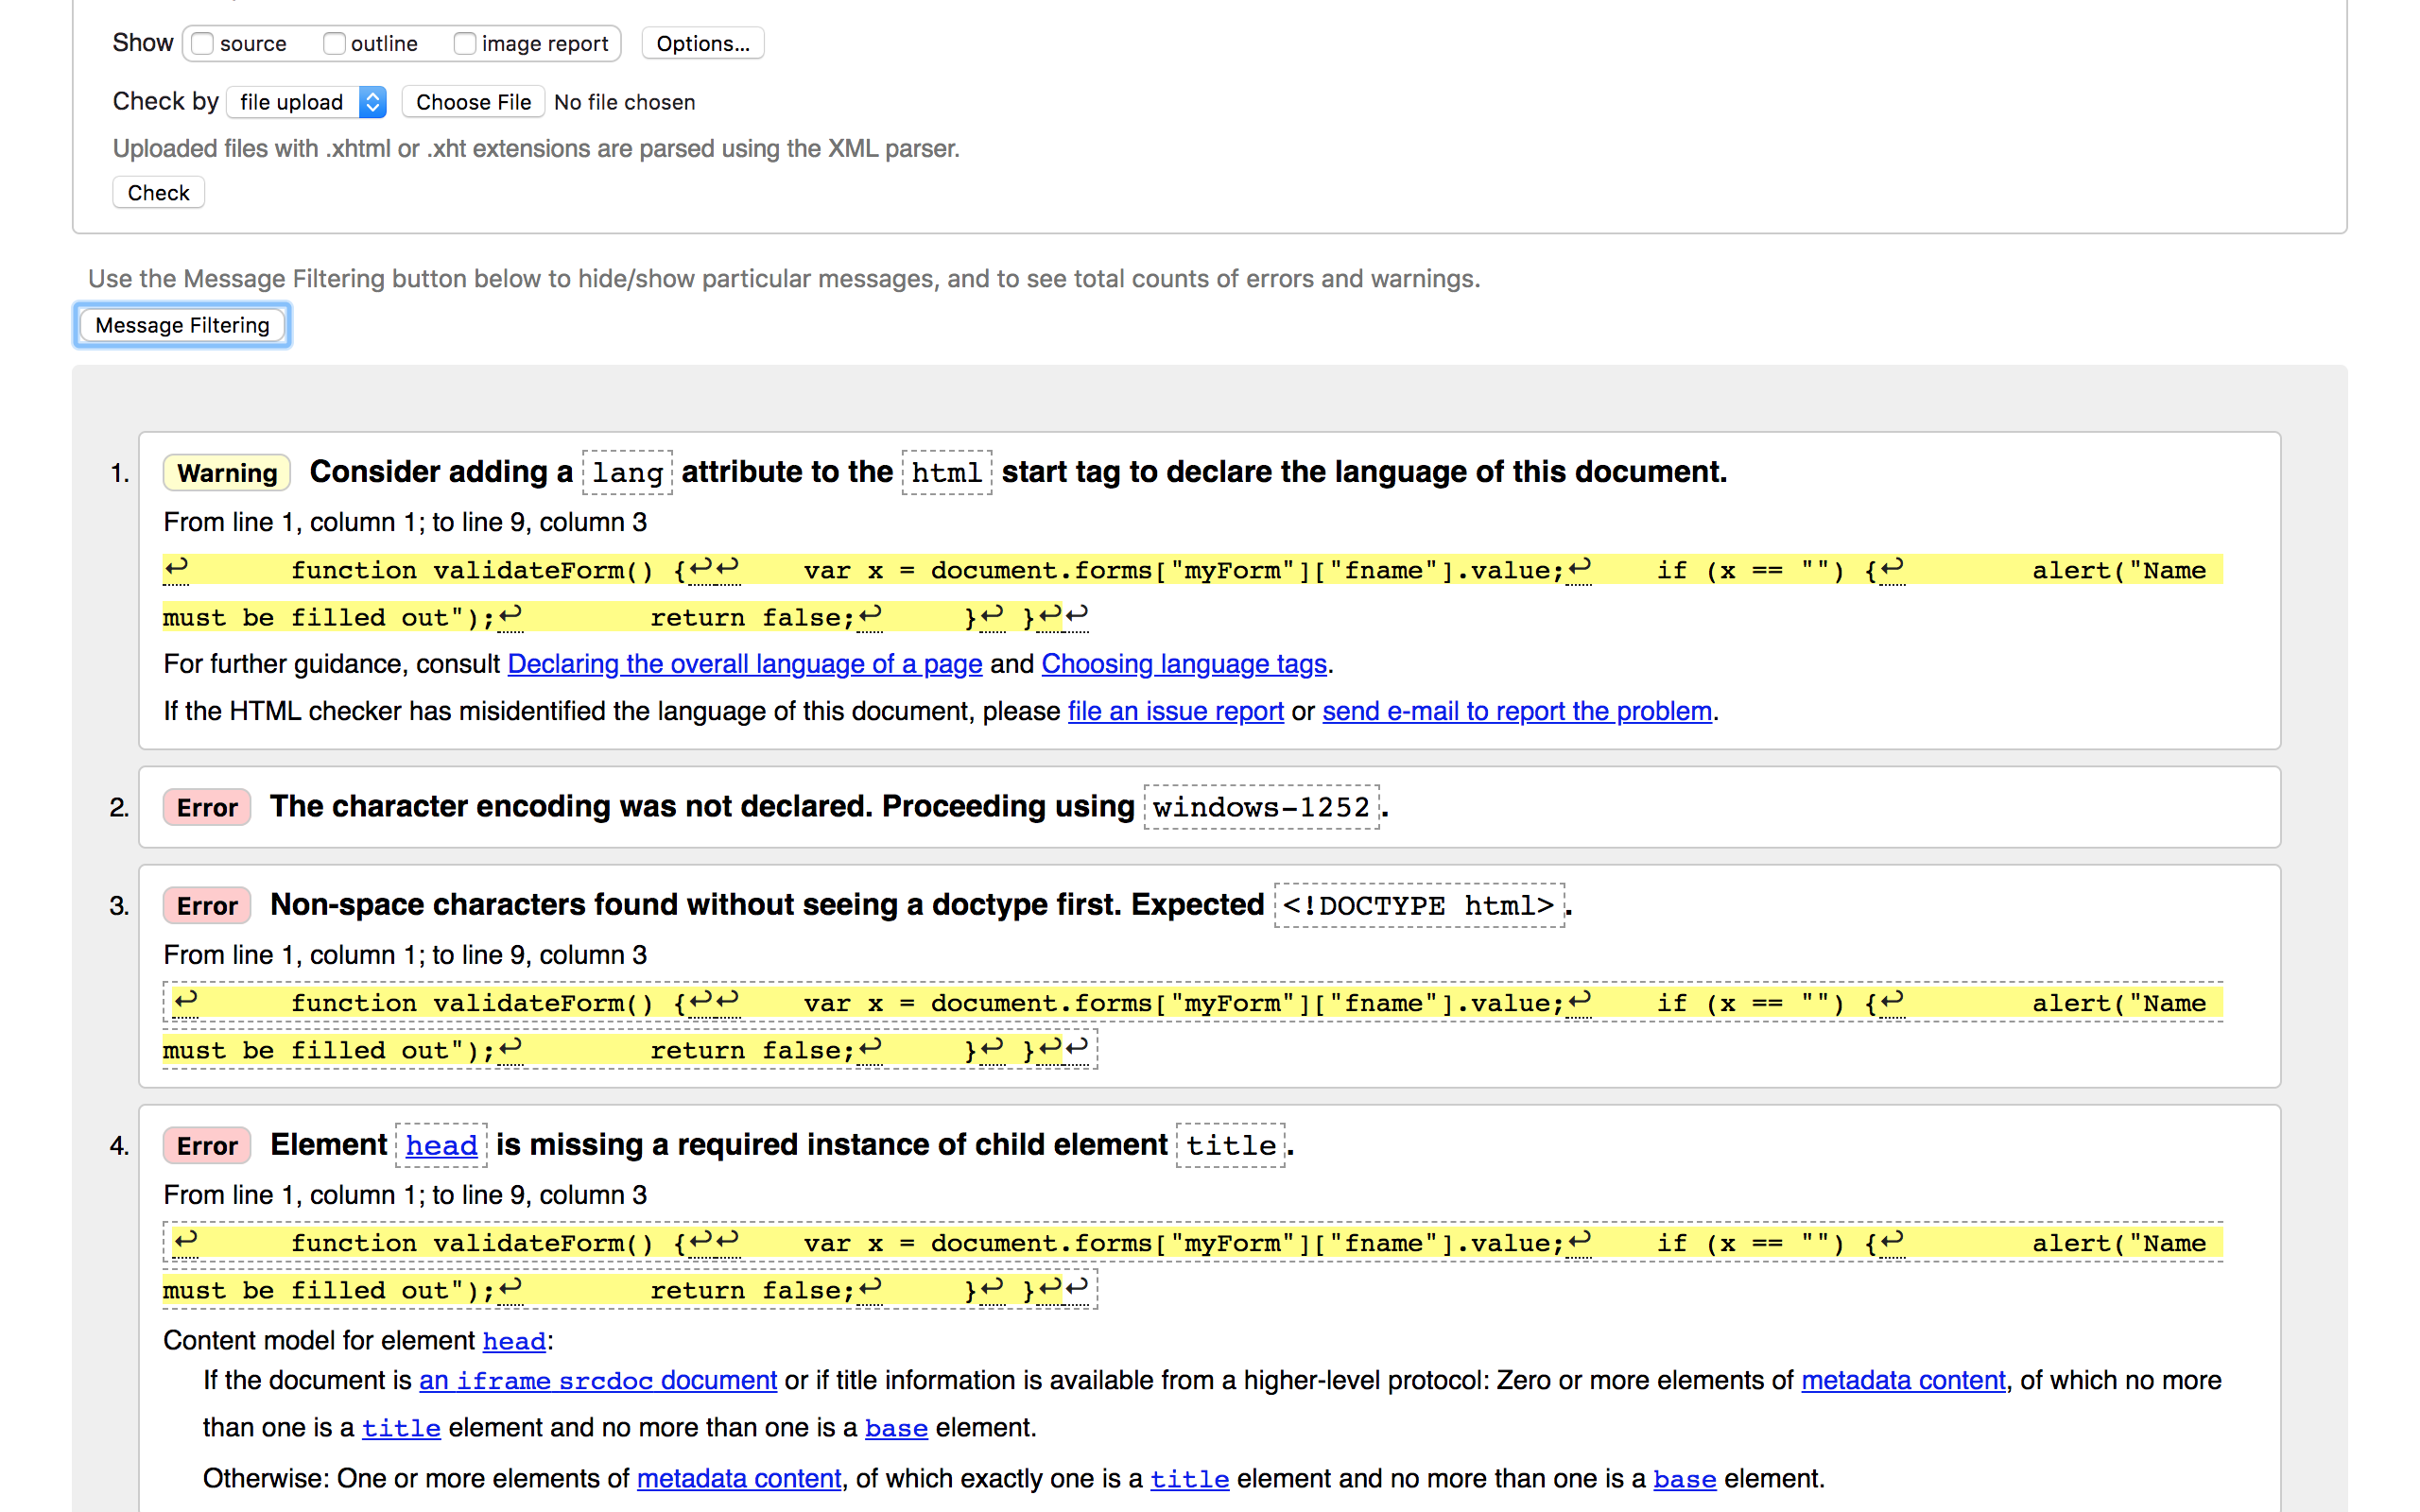 Show source outline image report Options...
Check by file upload Choose File No file chosen
Uploaded files with .xhtml or .xht extensions are parsed using the XML parser.
Check
Use the Message Filtering button below to hide/show particular messages, and to see total counts of errors and warnings.
Message Filtering
1. Warning Consider adding a lang attribute to the html start tag to declare the language of this document.
From line 1, column 1; to line 9, column 3
↩ function validateForm() {↩↩ var x = document.forms["myForm"]["fname"].value;↩ if (x == "") {↩ alert("Name
must be filled out");↩ return false;↩ }↩ }↩↩
For further guidance, consult Declaring the overall language of a page and Choosing language tags.
If the HTML checker has misidentified the language of this document, please file an issue report or send e-mail to report the problem.
2. Error The character encoding was not declared. Proceeding using windows-1252.
3. Error Non-space characters found without seeing a doctype first. Expected <!DOCTYPE html>.
From line 1, column 1; to line 9, column 3
↩ function validateForm() {↩↩ var x = document.forms["myForm"]["fname"].value;↩ if (x == "") {↩ alert("Name
must be filled out");↩ return false;↩ }↩ }↩↩
4. Error Element head is missing a required instance of child element title.
From line 1, column 1; to line 9, column 3
↩ function validateForm() {↩↩ var x = document.forms["myForm"]["fname"].value;↩ if (x == "") {↩ alert("Name
must be filled out");↩ return false;↩ }↩ }↩↩
Content model for element head:
If the document is an iframe srcdoc document or if title information is available from a higher-level protocol: Zero or more elements of metadata content, of which no more
than one is a title element and no more than one is a base element.
Otherwise: One or more elements of metadata content, of which exactly one is a title element and no more than one is a base element.